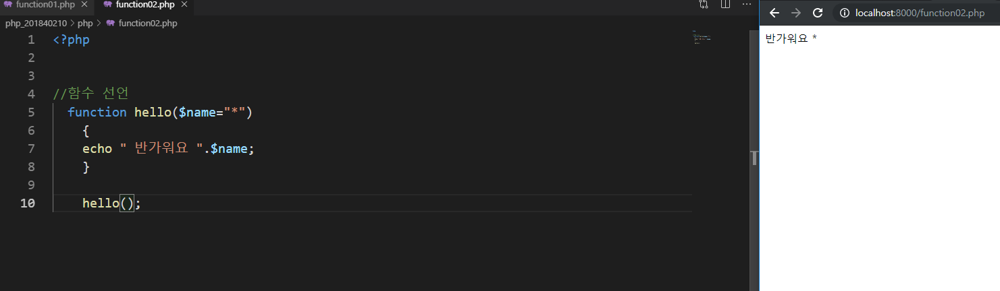 function01.php × function02.php ×
php_201840210 > php > function02.php
1 <?php
2
3
4 //함수 선언
5 function hello($name="*")
6 {
7 echo " 반가워요 ".$name;
8 }
9
10 hello();
localhost:8000/function02.php
반가워요 *